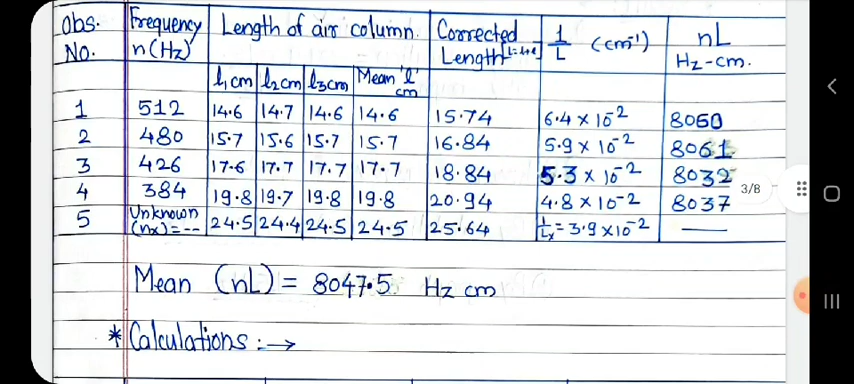 Obs. No. Frequency n(Hz) Length of air column. Corrected Length [L=l+e] 1/L (cm⁻¹) nL Hz-cm.
l₁cm l₂cm l₃cm Mean 'l' cm
1 512 14.6 14.7 14.6 14.6 15.74 6.4 × 10⁻² 8060
2 480 15.7 15.6 15.7 15.7 16.84 5.9 × 10⁻² 8061
3 426 17.6 17.7 17.7 17.7 18.84 5.3 × 10⁻² 8032
4 384 19.8 19.7 19.8 19.8 20.94 4.8 × 10⁻² 8037
5 Unknown (nx)=-- 24.5 24.4 24.5 24.5 25.64 1/Lx = 3.9 × 10⁻² —
3/8
Mean (nL) = 8047.5 Hz cm
* Calculations :→